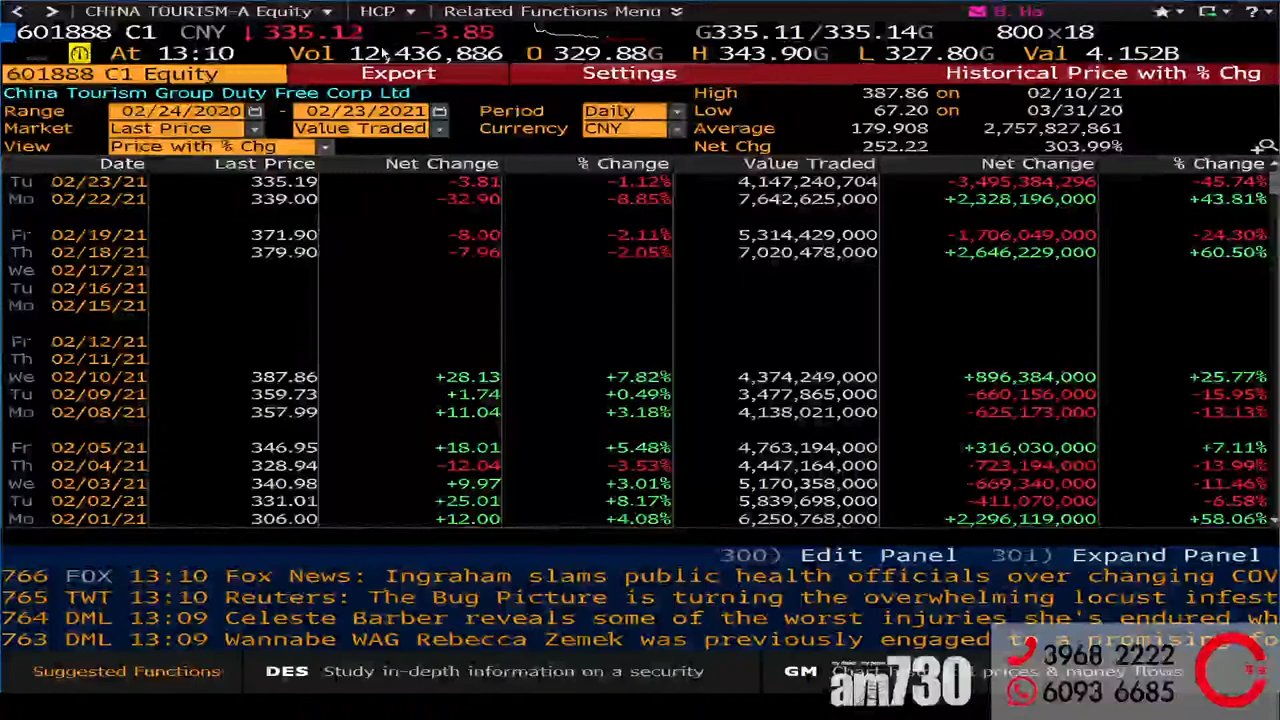 CHINA TOURISM-A Equity HCP Related Functions Menu B. Ho
601888 C1 CNY ↓ 335.12 -3.85 G335.11/335.14G 800×18
At 13:10 Vol 12,436,886 O 329.88G H 343.90G L 327.80G Val 4.152B
601888 C1 Equity Export Settings Historical Price with % Chg
China Tourism Group Duty Free Corp Ltd High 387.86 on 02/10/21
Range 02/24/2020 - 02/23/2021 Period Daily Low 67.20 on 03/31/20
Market Last Price Value Traded Currency CNY Average 179.908 2,757,827,861
View Price with % Chg Net Chg 252.22 303.99%
Date Last Price Net Change % Change Value Traded Net Change % Change
Tu 02/23/21 335.19 -3.81 -1.12% 4,147,240,704 -3,495,384,296 -45.74%
Mo 02/22/21 339.00 -32.90 -8.85% 7,642,625,000 +2,328,196,000 +43.81%
Fr 02/19/21 371.90 -8.00 -2.11% 5,314,429,000 -1,706,049,000 -24.30%
Th 02/18/21 379.90 -7.96 -2.05% 7,020,478,000 +2,646,229,000 +60.50%
We 02/17/21
Tu 02/16/21
Mo 02/15/21
Fr 02/12/21
Th 02/11/21
We 02/10/21 387.86 +28.13 +7.82% 4,374,249,000 +896,384,000 +25.77%
Tu 02/09/21 359.73 +1.74 +0.49% 3,477,865,000 -660,156,000 -15.95%
Mo 02/08/21 357.99 +11.04 +3.18% 4,138,021,000 -625,173,000 -13.13%
Fr 02/05/21 346.95 +18.01 +5.48% 4,763,194,000 +316,030,000 +7.11%
Th 02/04/21 328.94 -12.04 -3.53% 4,447,164,000 -723,194,000 -13.99%
We 02/03/21 340.98 +9.97 +3.01% 5,170,358,000 -669,340,000 -11.46%
Tu 02/02/21 331.01 +25.01 +8.17% 5,839,698,000 -411,070,000 -6.58%
Mo 02/01/21 306.00 +12.00 +4.08% 6,250,768,000 +2,296,119,000 +58.06%
300) Edit Panel 301) Expand Panel
766 FOX 13:10 Fox News: Ingraham slams public health officials over changing COV
765 TWT 13:10 Reuters: The Bug Picture is turning the overwhelming locust infest
764 DML 13:09 Celeste Barber reveals some of the worst injuries she's endured wh
763 DML 13:09 Wannabe WAG Rebecca Zemek was previously engaged to a promising fo
Suggested Functions DES Study in-depth information on a security GM prices & money flows
am730
3968 2222
6093 6685